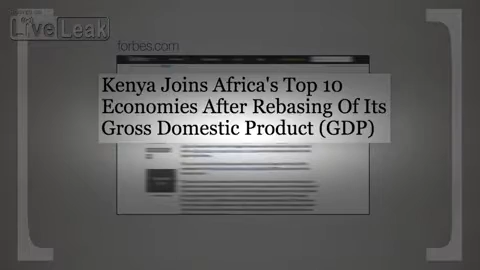 LiveLeak
forbes.com
Kenya Joins Africa's Top 10
Economies After Rebasing Of Its
Gross Domestic Product (GDP)